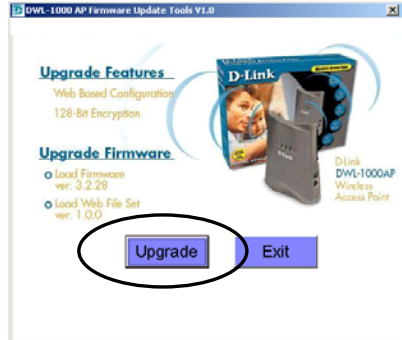 DWL-1000 AP Firmware Update Tools V1.0
Upgrade Features
Web Based Configuration
128-Bit Encryption
D-Link
Upgrade Firmware
Load Firmware
ver: 3.2.28
Load Web File Set
ver: 1.0.0
D-Link
D-Link
DWL-1000AP
Wireless
Access Point
Upgrade
Exit